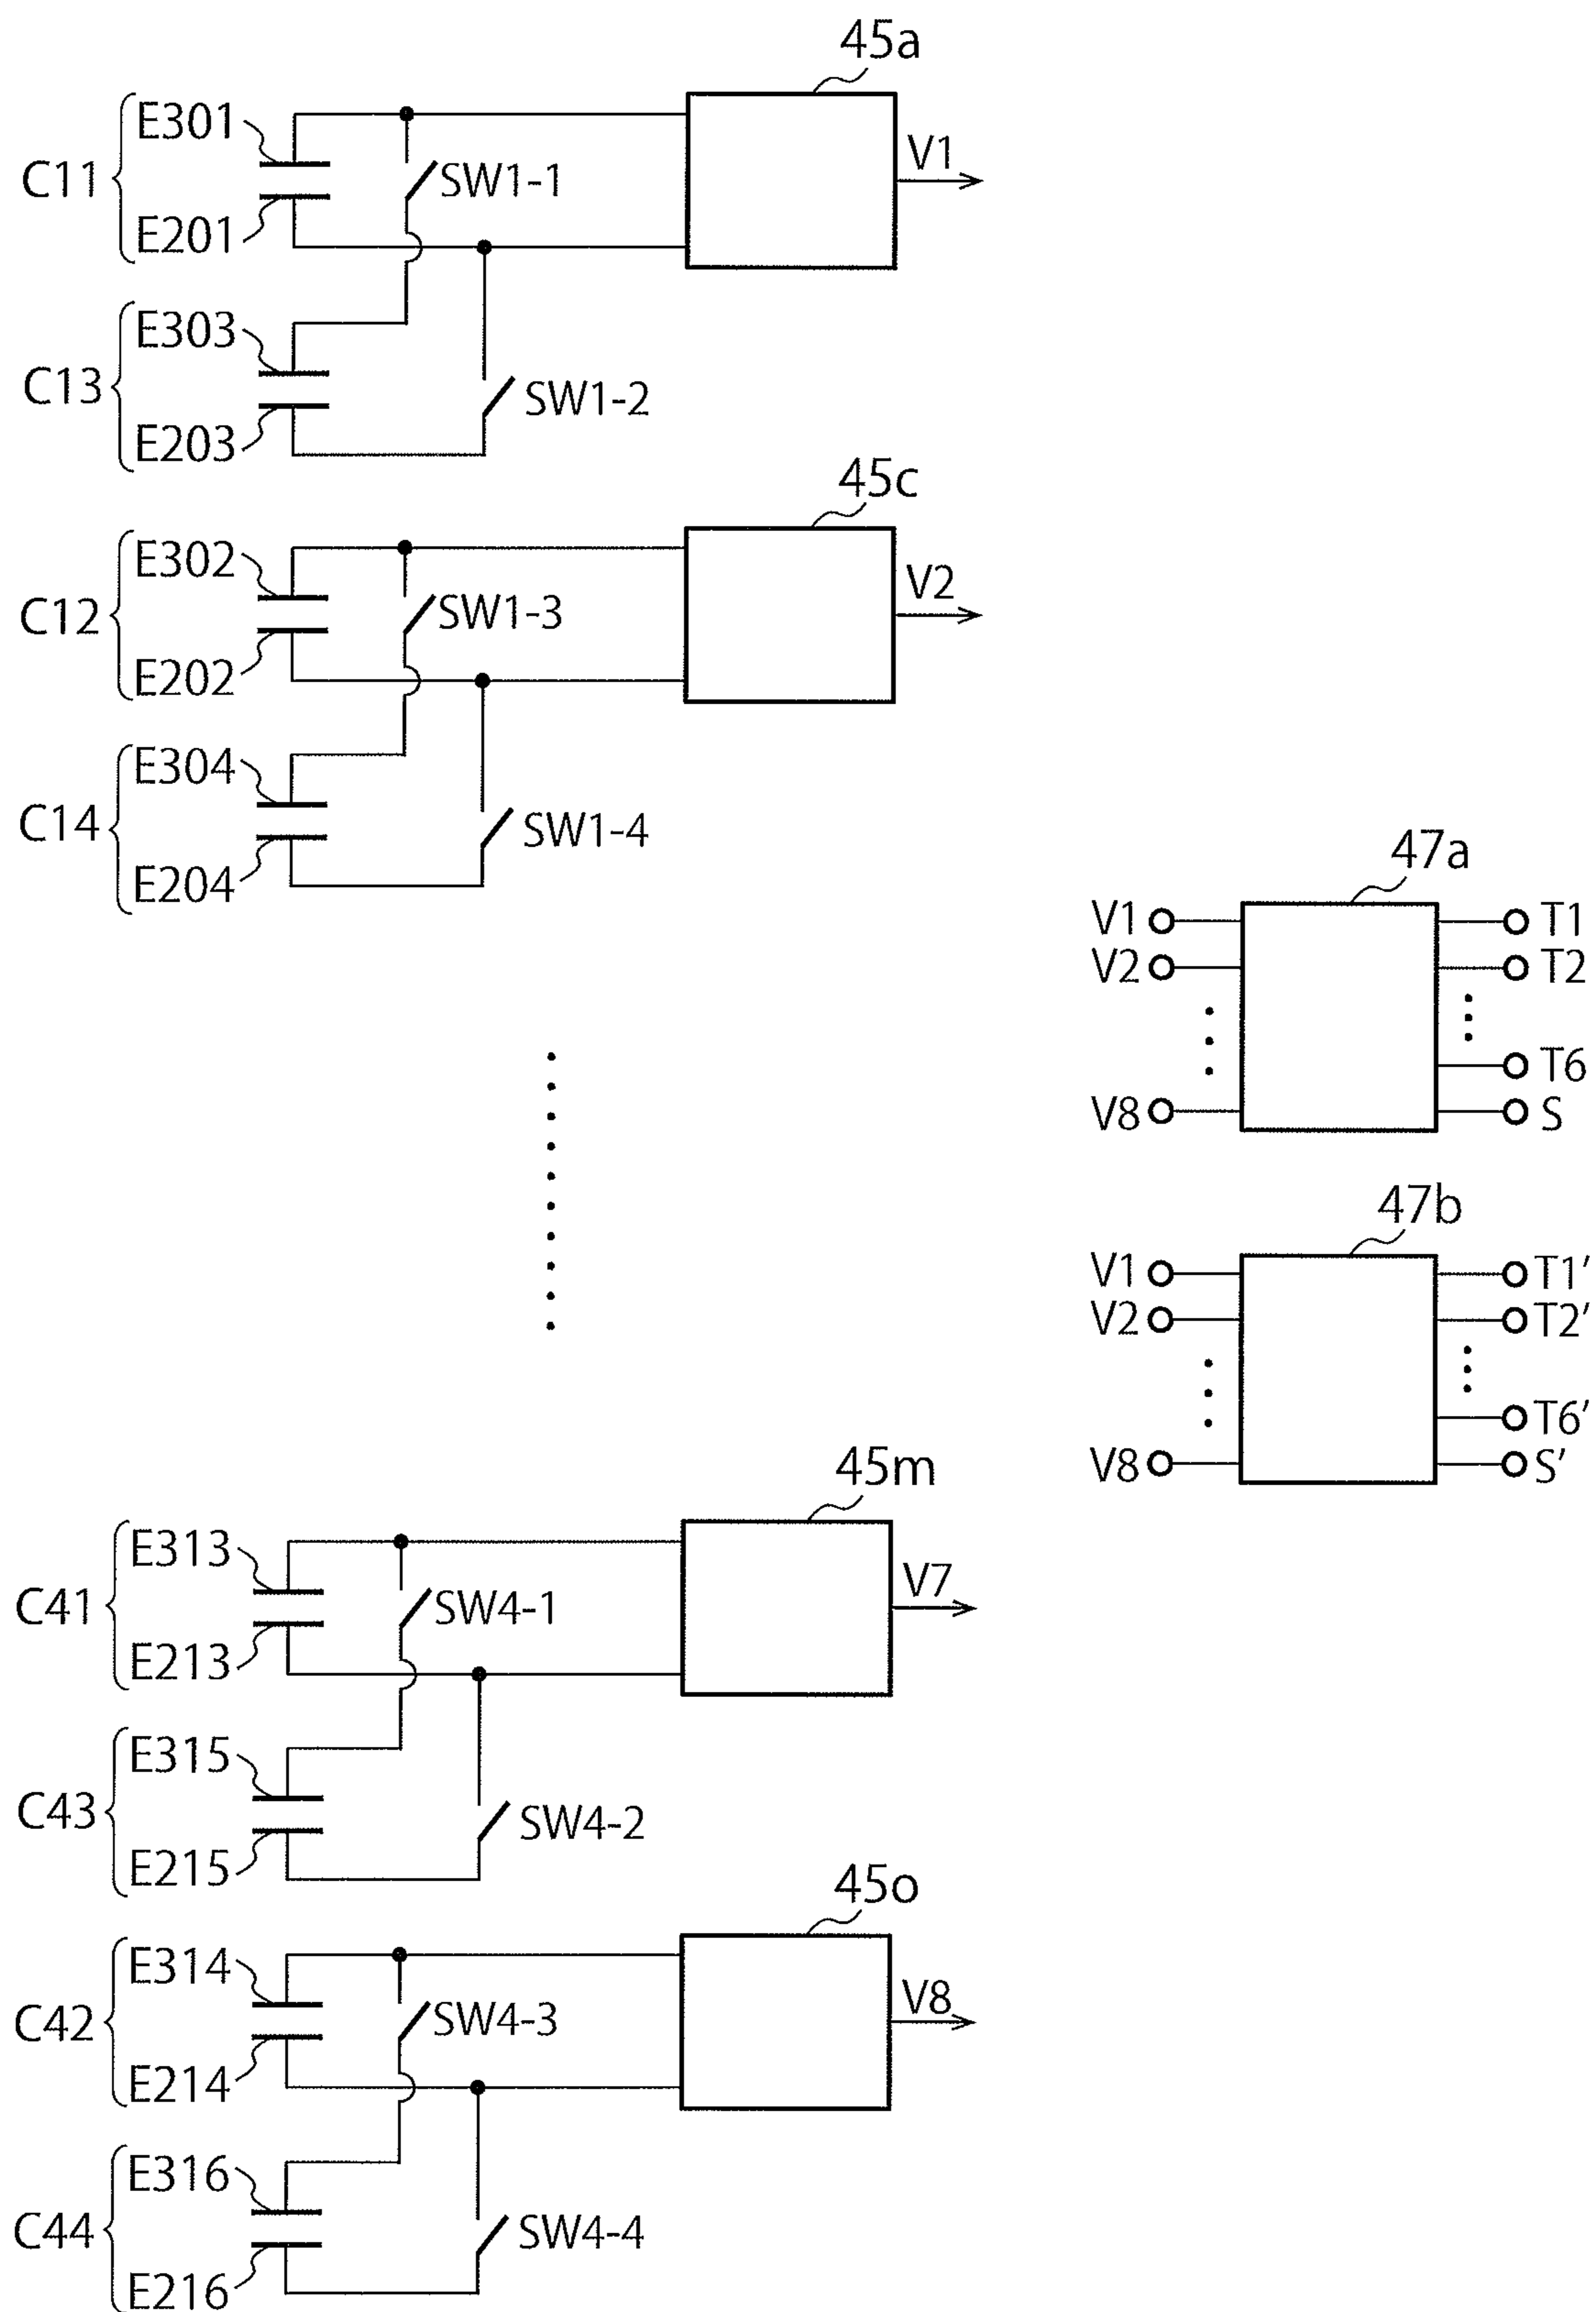 45a
E301
C11
E201
SW1-1
V1
E303
C13
E203
SW1-2
45c
E302
C12
E202
SW1-3
V2
E304
C14
E204
SW1-4
47a
V1
T1
V2
T2
T6
V8
S
47b
V1
T1′
V2
T2′
T6′
V8
S′
45m
E313
C41
E213
SW4-1
V7
E315
C43
E215
SW4-2
45o
E314
C42
E214
SW4-3
V8
E316
C44
E216
SW4-4